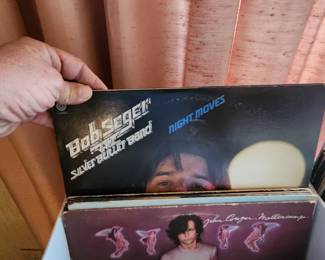 Bob Seger
& The
Silver Bullet Band
NIGHT MOVES
John Cougar Mellencamp